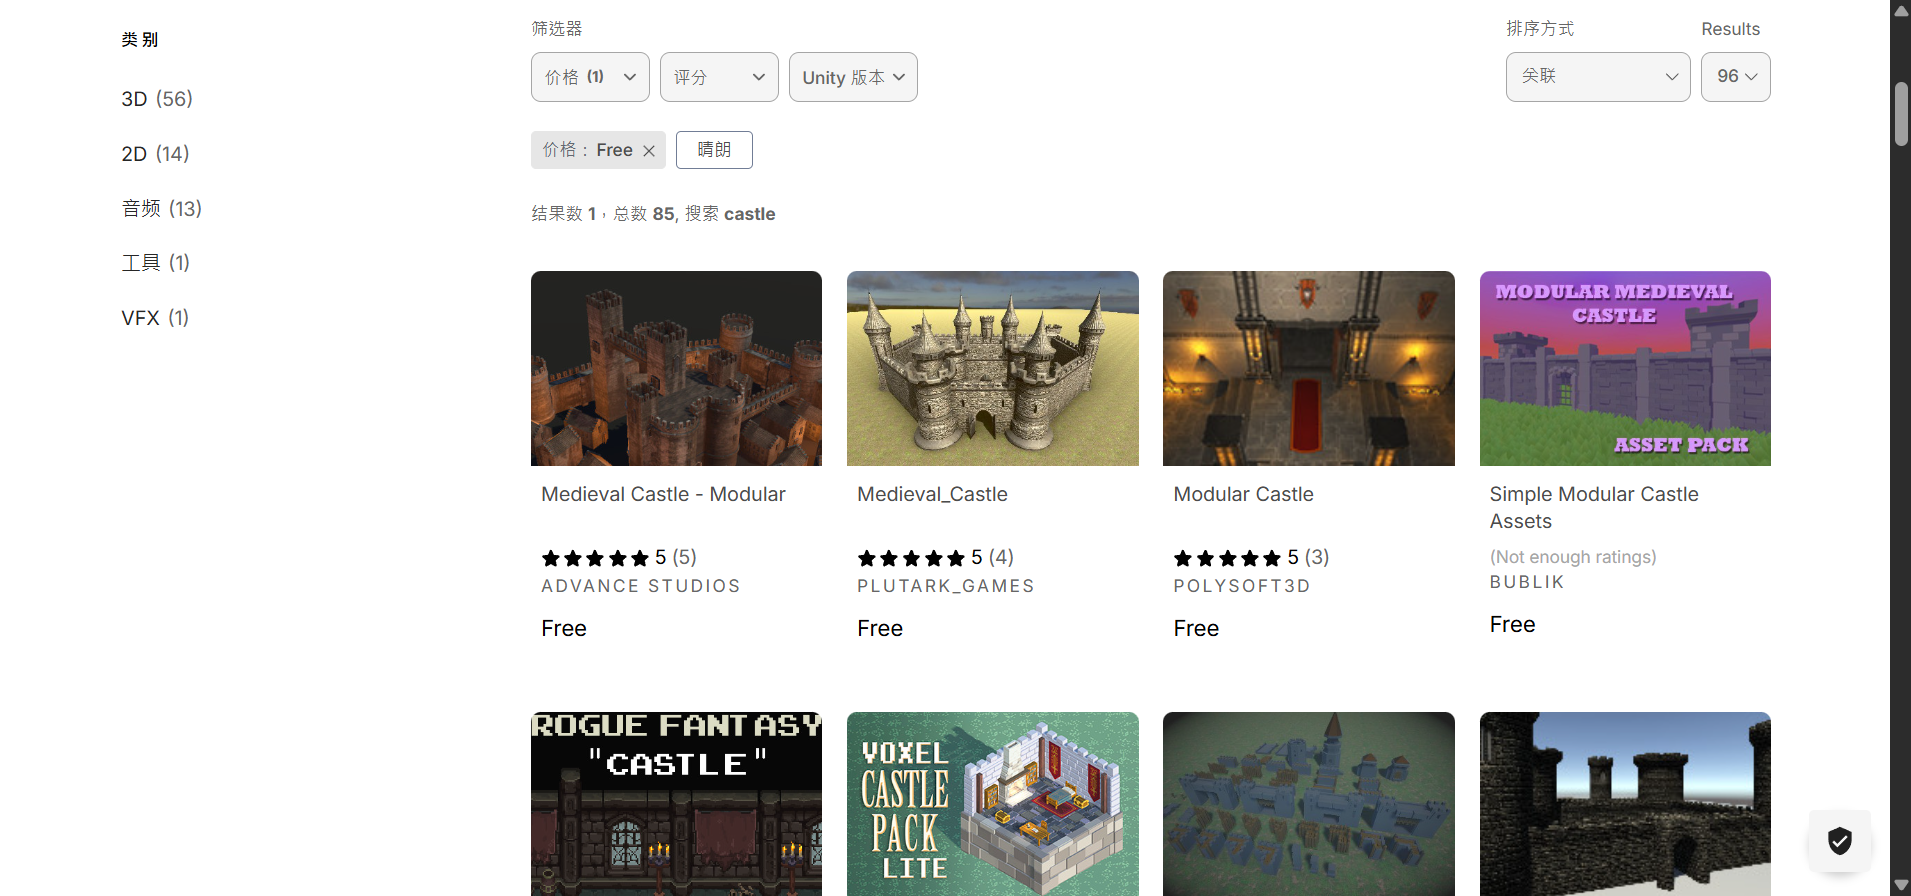 类别
3D (56)
2D (14)
音频 (13)
工具 (1)
VFX (1)
筛选器
价格 (1)
评分
Unity 版本
排序方式
关联
Results
96
价格 : Free
晴朗
结果数 1，总数 85, 搜索 castle
Medieval Castle - Modular
5 (5)
ADVANCE STUDIOS
Free
Medieval_Castle
5 (4)
PLUTARK_GAMES
Free
Modular Castle
5 (3)
POLYSOFT3D
Free
MODULAR MEDIEVAL
CASTLE
ASSET PACK
Simple Modular Castle
Assets
(Not enough ratings)
BUBLIK
Free
ROGUE FANTASY
"CASTLE"
VOXEL
CASTLE
PACK
LITE